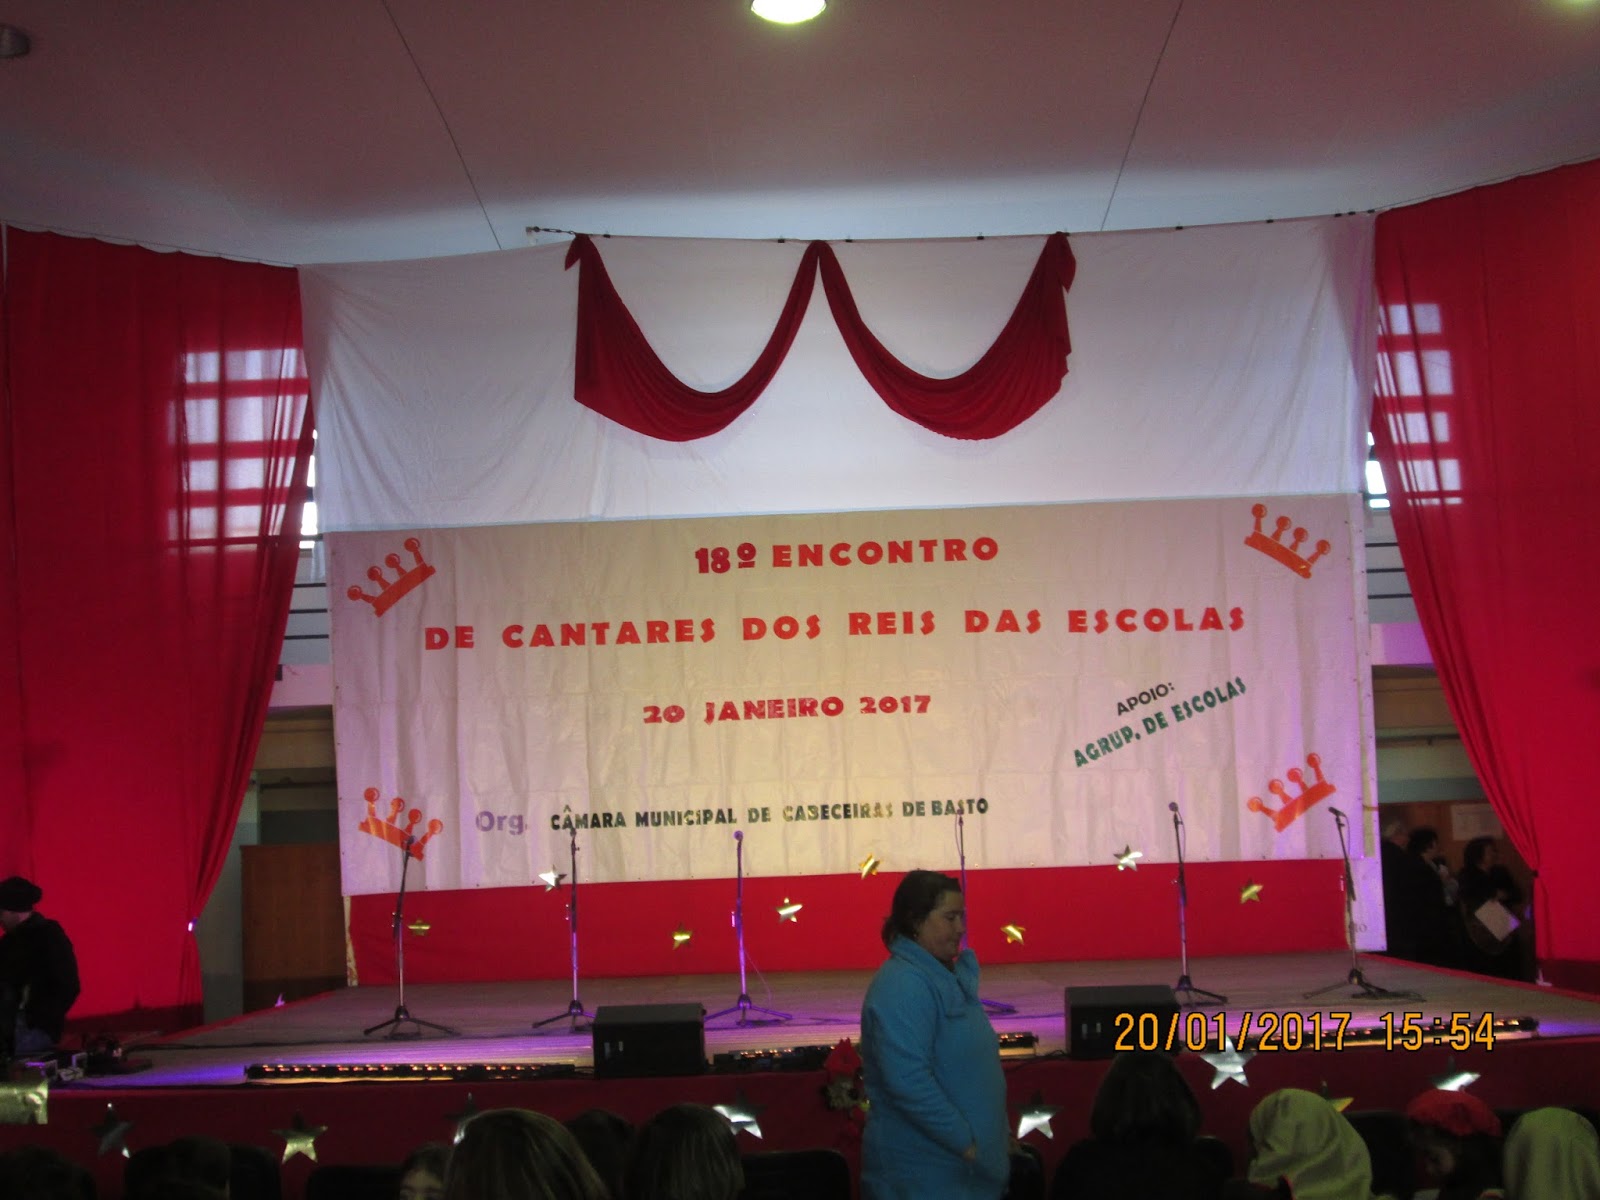 18º ENCONTRO
DE CANTARES DOS REIS DAS ESCOLAS
20 JANEIRO 2017
APOIO:
AGRUP. DE ESCOLAS
Org. CÂMARA MUNICIPAL DE CABECEIRAS DE BASTO
20/01/2017 15:54